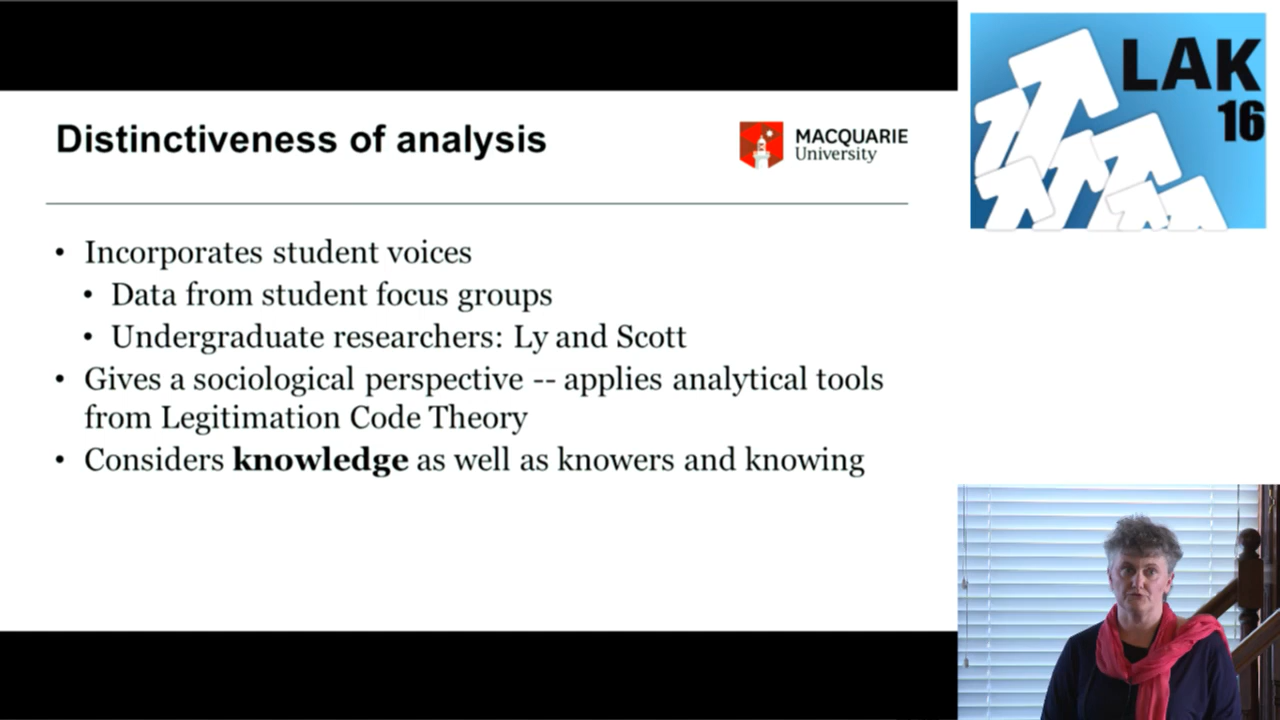 Distinctiveness of analysis
MACQUARIE
University
• Incorporates student voices
• Data from student focus groups
• Undergraduate researchers: Ly and Scott
• Gives a sociological perspective -- applies analytical tools
from Legitimation Code Theory
• Considers knowledge as well as knowers and knowing
LAK
16